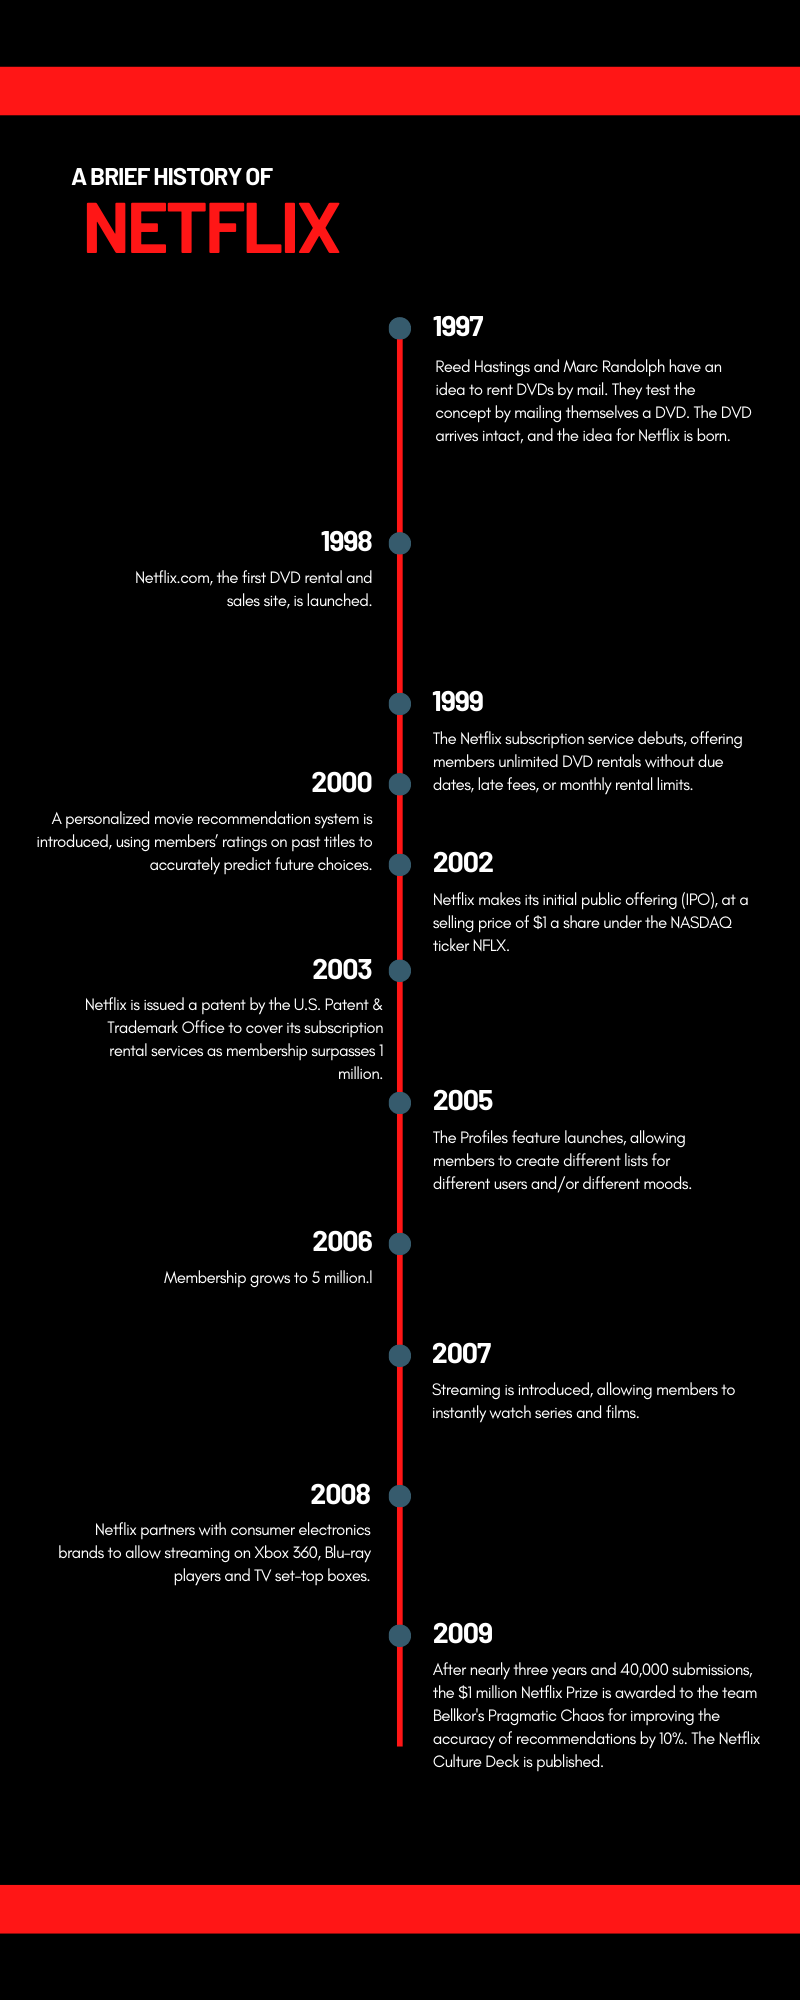 A BRIEF HISTORY OF
NETFLIX
1997
Reed Hastings and Marc Randolph have an
idea to rent DVDs by mail. They test the
concept by mailing themselves a DVD. The DVD
arrives intact, and the idea for Netflix is born.
1998
Netflix.com, the first DVD rental and
sales site, is launched.
1999
The Netflix subscription service debuts, offering
members unlimited DVD rentals without due
dates, late fees, or monthly rental limits.
2000
A personalized movie recommendation system is
introduced, using members’ ratings on past titles to
accurately predict future choices.
2002
Netflix makes its initial public offering (IPO), at a
selling price of $1 a share under the NASDAQ
ticker NFLX.
2003
Netflix is issued a patent by the U.S. Patent &
Trademark Office to cover its subscription
rental services as membership surpasses 1
million.
2005
The Profiles feature launches, allowing
members to create different lists for
different users and/or different moods.
2006
Membership grows to 5 million.l
2007
Streaming is introduced, allowing members to
instantly watch series and films.
2008
Netflix partners with consumer electronics
brands to allow streaming on Xbox 360, Blu-ray
players and TV set-top boxes.
2009
After nearly three years and 40,000 submissions,
the $1 million Netflix Prize is awarded to the team
Bellkor's Pragmatic Chaos for improving the
accuracy of recommendations by 10%. The Netflix
Culture Deck is published.